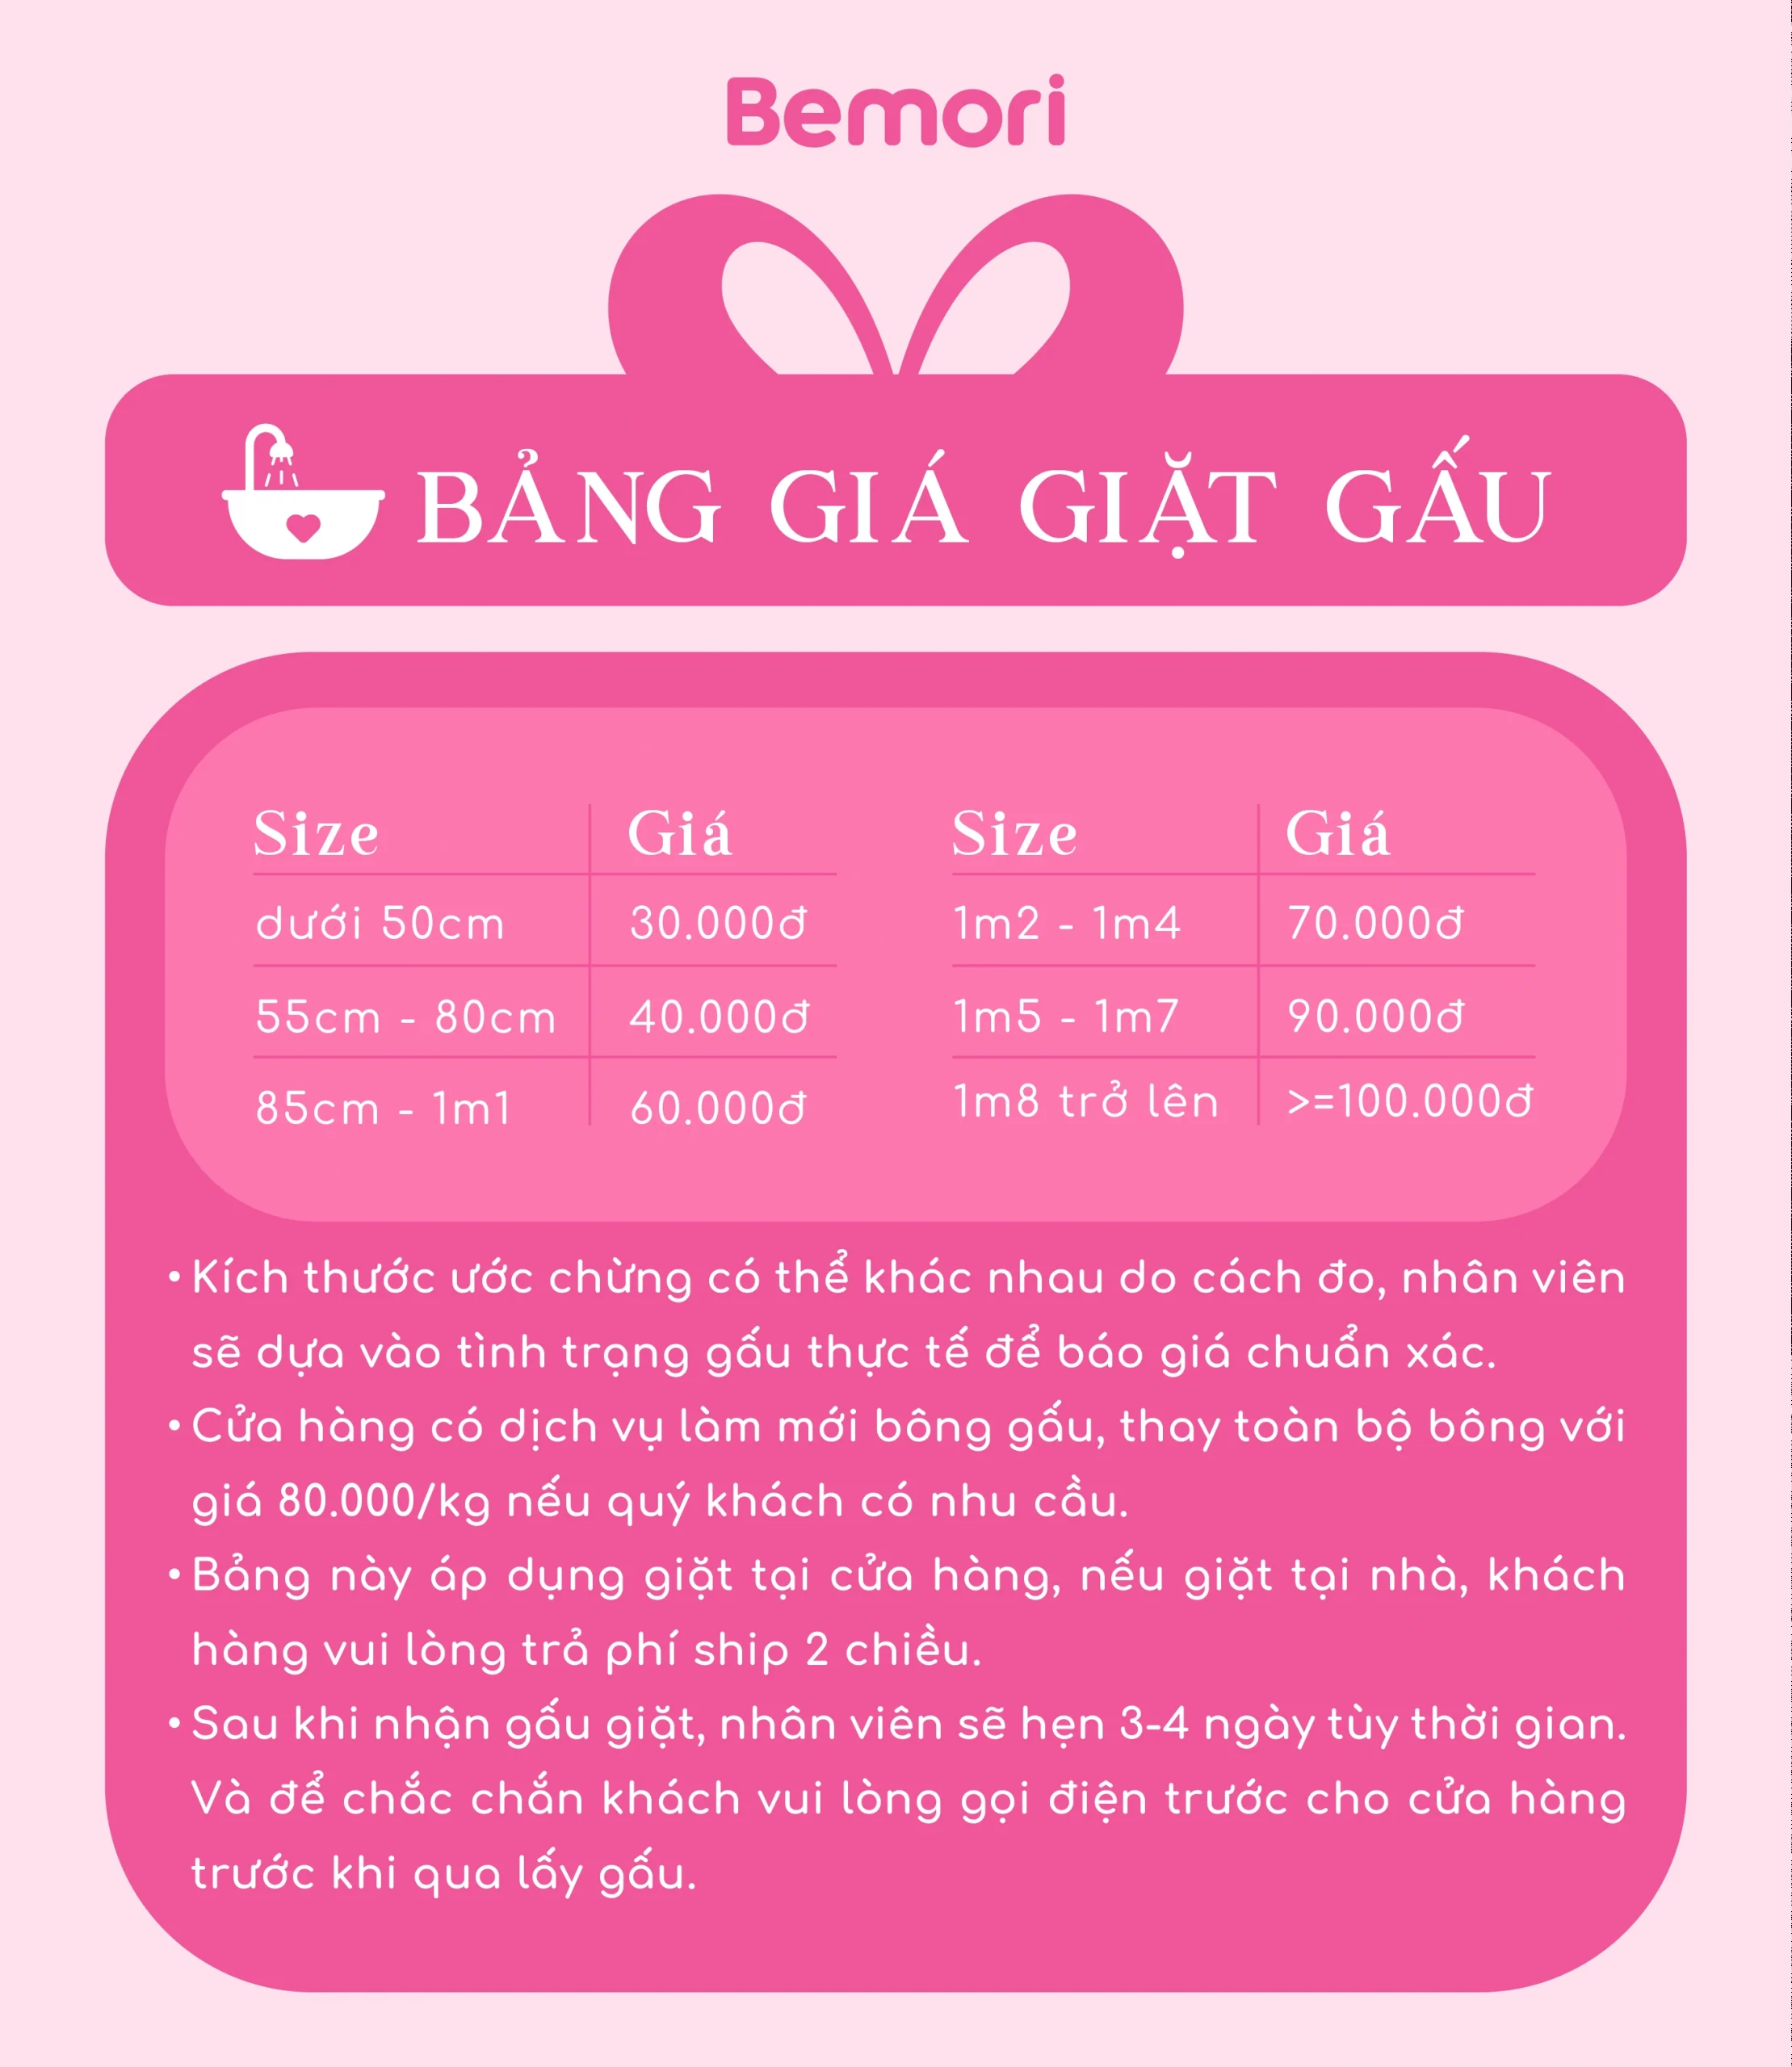 Bemori
BẢNG GIÁ GIẶT GẤU
Size Giá Size Giá
dưới 50cm 30.000đ 1m2 - 1m4 70.000đ
55cm - 80cm 40.000đ 1m5 - 1m7 90.000đ
85cm - 1m1 60.000đ 1m8 trở lên >=100.000đ
• Kích thước ước chừng có thể khác nhau do cách đo, nhân viên
sẽ dựa vào tình trạng gấu thực tế để báo giá chuẩn xác.
• Cửa hàng có dịch vụ làm mới bông gấu, thay toàn bộ bông với
giá 80.000/kg nếu quý khách có nhu cầu.
• Bảng này áp dụng giặt tại cửa hàng, nếu giặt tại nhà, khách
hàng vui lòng trả phí ship 2 chiều.
• Sau khi nhận gấu giặt, nhân viên sẽ hẹn 3-4 ngày tùy thời gian.
Và để chắc chắn khách vui lòng gọi điện trước cho cửa hàng
trước khi qua lấy gấu.